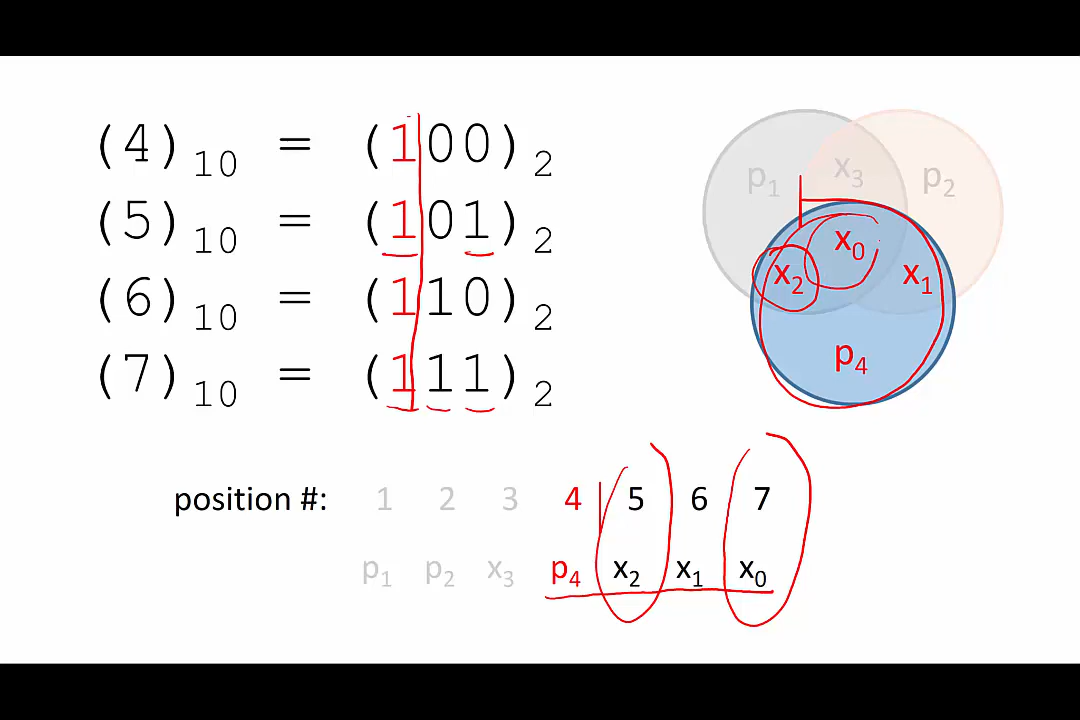 (4)₁₀ = (100)₂
(5)₁₀ = (101)₂
(6)₁₀ = (110)₂
(7)₁₀ = (111)₂
p₁ x₃ p₂
x₀
x₂ x₁
p₄
position #: 1 2 3 4 5 6 7
p₁ p₂ x₃ p₄ x₂ x₁ x₀